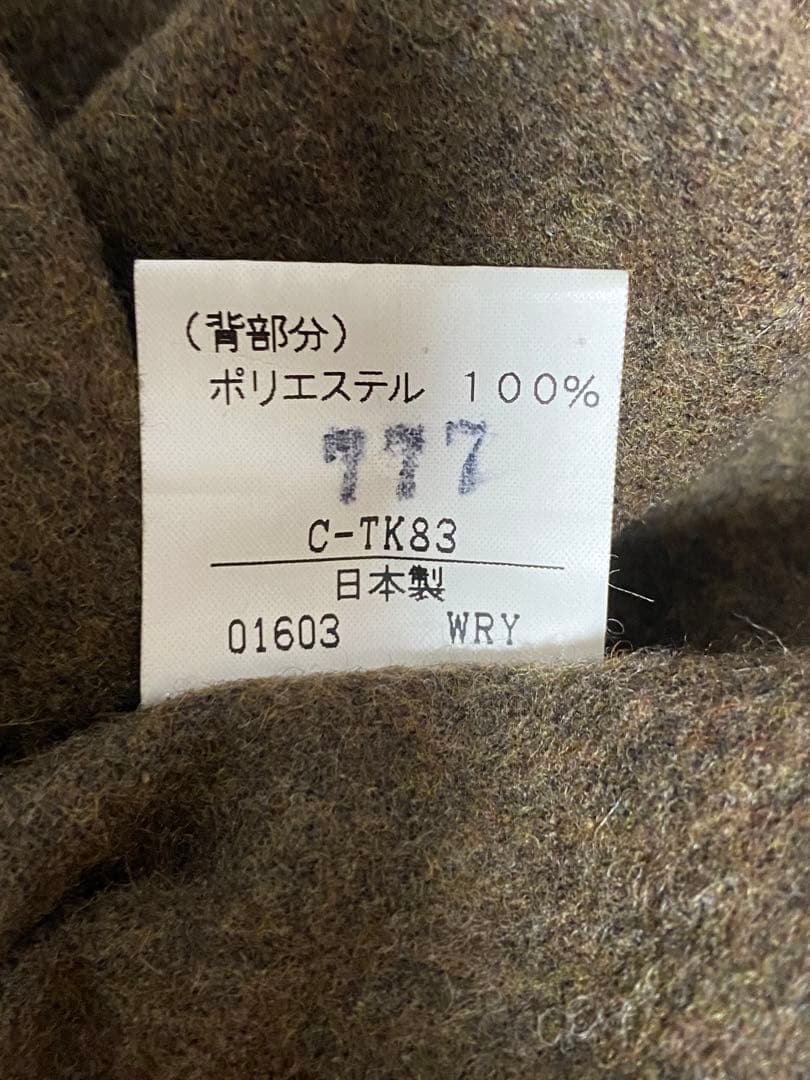 （背部分）
ポリエステル １００％
777
C-TK83
日本製
01603 WRY